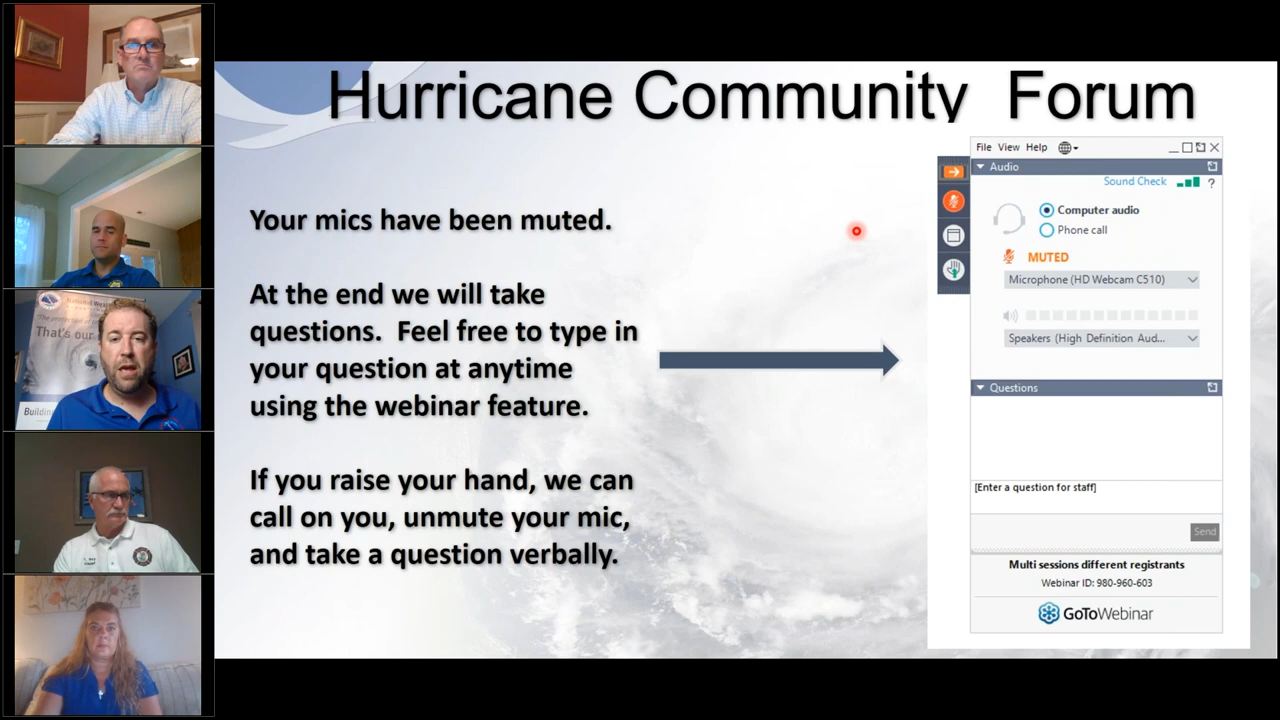 Hurricane Community Forum
Your mics have been muted.
At the end we will take
questions. Feel free to type in
your question at anytime
using the webinar feature.
If you raise your hand, we can
call on you, unmute your mic,
and take a question verbally.
File View Help
Audio
Sound Check ?
Computer audio
Phone call
MUTED
Microphone (HD Webcam C510)
Speakers (High Definition Aud...
Questions
[Enter a question for staff]
Send
Multi sessions different registrants
Webinar ID: 980-960-603
GoToWebinar
National Wea
That's our
Building